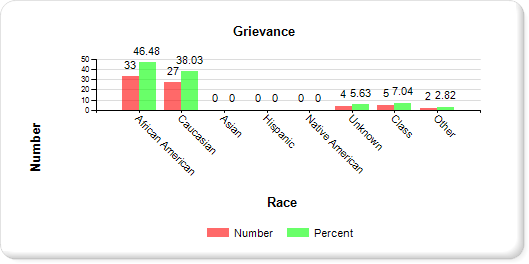 Grievance
Number
50
40
30
20
10
0
33 46.48
27 38.03
0 0
0 0
0 0
4 5.63
5 7.04
2 2.82
African American
Caucasian
Asian
Hispanic
Native American
Unknown
Class
Other
Race
Number Percent